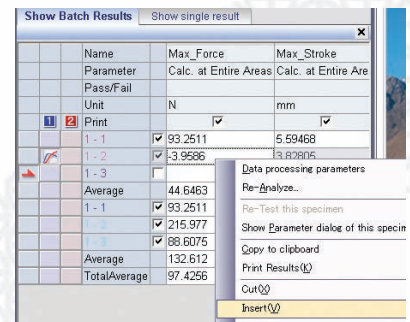 Show Batch Results Show single result
Name Max_Force Max_Stroke
Parameter Calc. at Entire Areas Calc. at Entire Are
Pass/Fail
Unit N mm
1 2 Print
1 - 1 93.2511 5.59468
1 - 2 -3.9586 3.82805
1 - 3
Average 44.6463
1 - 1 93.2511
1 - 2 215.977
1 - 3 88.6075
Average 132.612
TotalAverage 97.4256
Data processing parameters
Re-Analyze...
Re-Test this specimen
Show Parameter dialog of this specim
Copy to clipboard
Print Results(K)
Cut(X)
Insert(V)